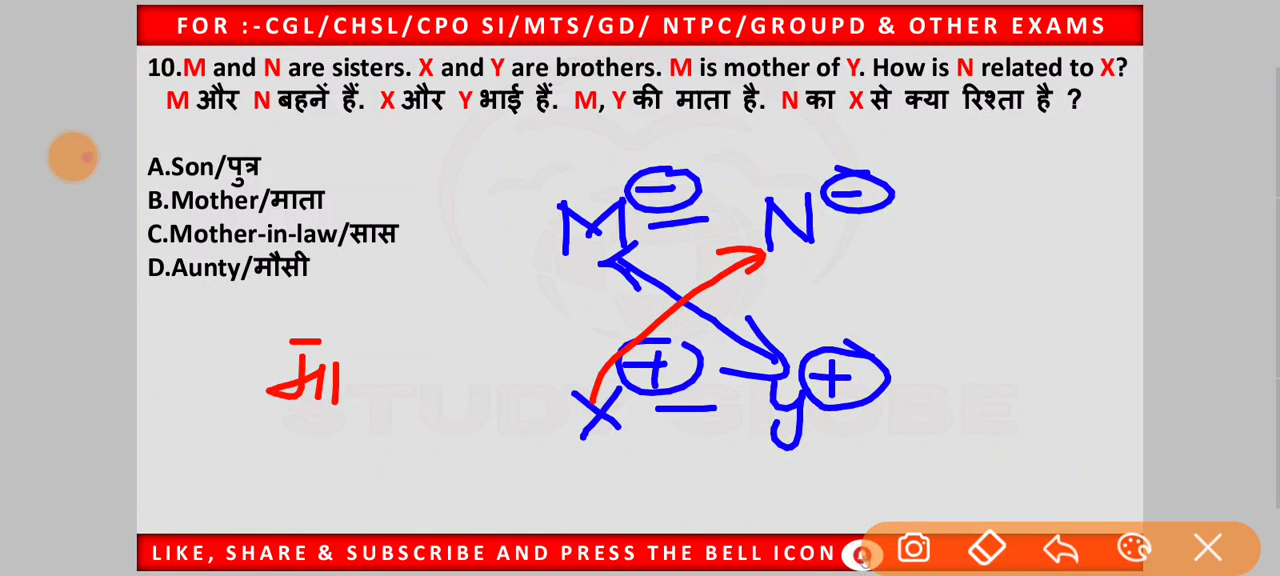 FOR :-CGL/CHSL/CPO SI/MTS/GD/ NTPC/GROUPD & OTHER EXAMS
10.M and N are sisters. X and Y are brothers. M is mother of Y. How is N related to X?
M और N बहनें हैं. X और Y भाई हैं. M, Y की माता है. N का X से क्या रिश्ता है ?
A.Son/पुत्र
B.Mother/माता
C.Mother-in-law/सास
D.Aunty/मौसी
M − N −
मा
X + y +
STUDY GLOBE
LIKE, SHARE & SUBSCRIBE AND PRESS THE BELL ICON